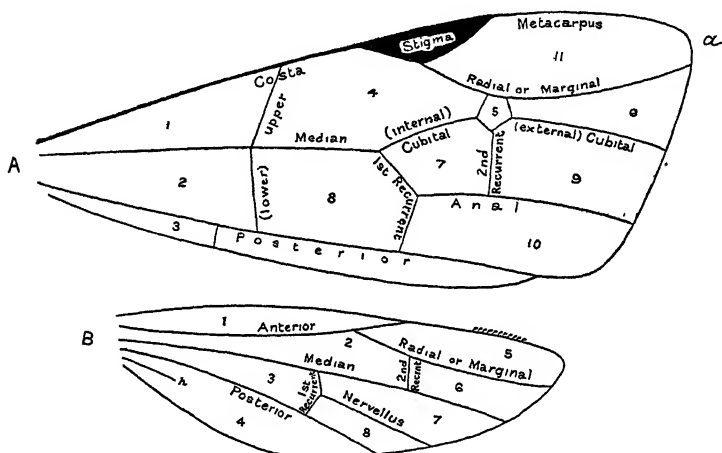 Stigma
Metacarpus
11
α
Costa
upper
4
Radial or Marginal
1
5
6
(internal)
Cubital
(external) Cubital
Median
A
2
(lower)
8
1st Recurrent
7
2nd
Recurrent
9
Anal
3
Posterior
10
B
1
Anterior
2
Radial or Marginal
5
Median
2nd
Recrnt
6
h
3
1st
Recurrent
Nervellus
7
Posterior
4
8